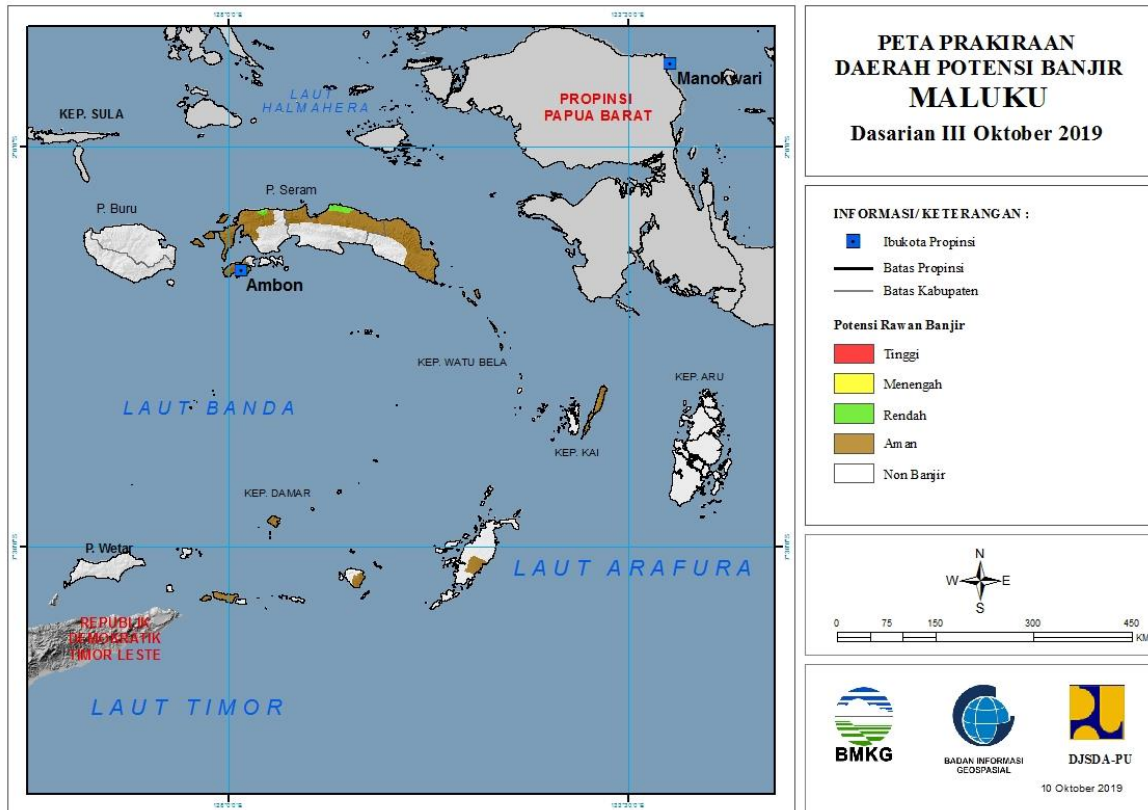 PETA PRAKIRAAN
DAERAH POTENSI BANJIR
MALUKU
Dasarian III Oktober 2019
INFORMASI/KETERANGAN :
Ibukota Propinsi
Batas Propinsi
Batas Kabupaten
Potensi Rawan Banjir
Tinggi
Menengah
Rendah
Aman
Non Banjir
N
W E
S
0 75 150 300 450
KM
BMKG
BADAN INFORMASI
GEOSPASIAL
DJSDA-PU
10 Oktober 2019
Manokwari
LAUT
HALMAHERA
PROPINSI
PAPUA BARAT
KEP. SULA
P. Seram
P. Buru
Ambon
KEP. WATU BELA
KEP. ARU
LAUT BANDA
KEP. KAI
KEP. DAMAR
P. Wetar
LAUT ARAFURA
REPUBLIK
DEMOKRATIK
TIMOR LESTE
LAUT TIMOR